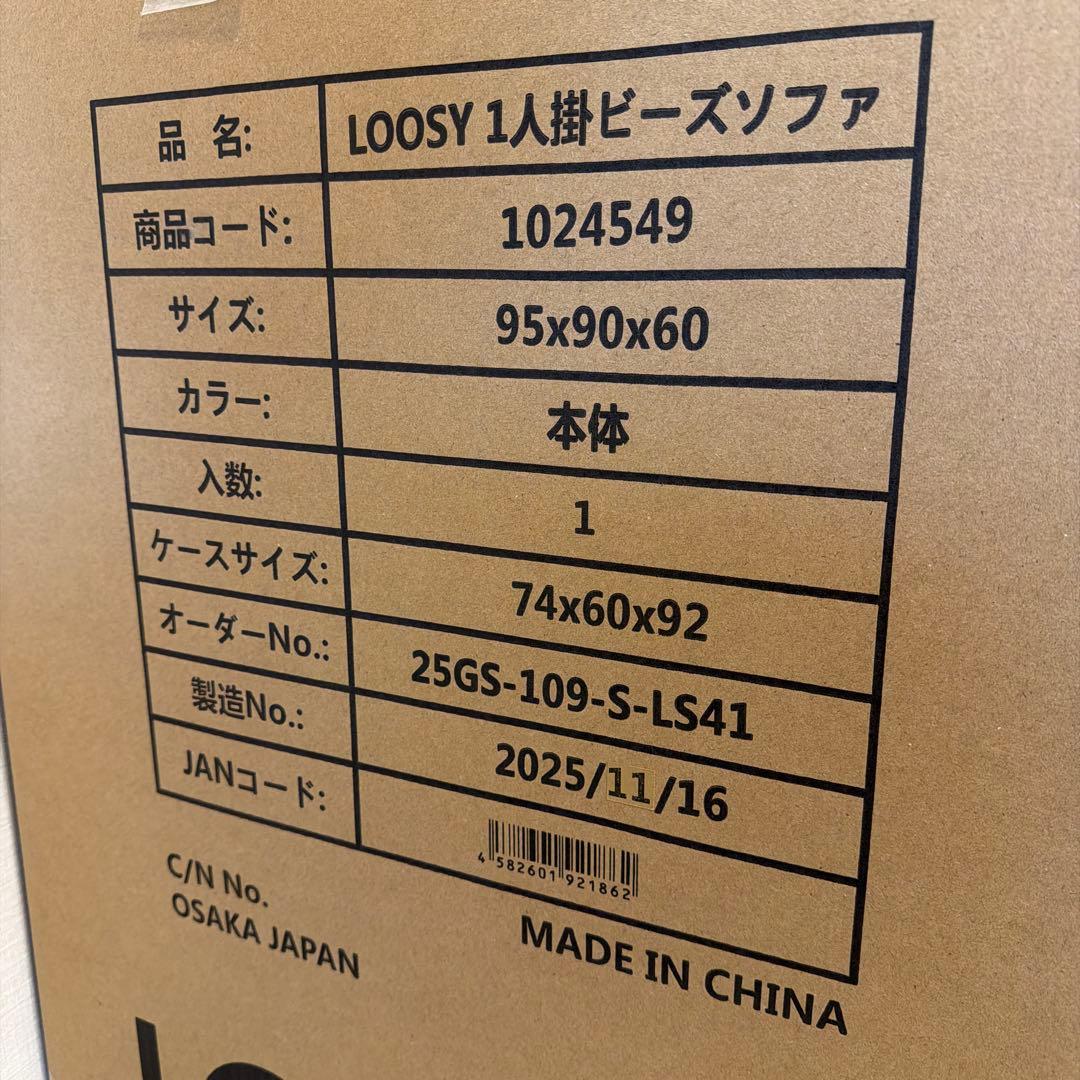 品 名: LOOSY 1人掛ビーズソファ
商品コード: 1024549
サイズ: 95x90x60
カラー: 本体
入数: 1
ケースサイズ: 74x60x92
オーダーNo.: 25GS-109-S-LS41
製造No.: 2025/11/16
JANコード: 4 582601 921862
C/N No.
OSAKA JAPAN
MADE IN CHINA